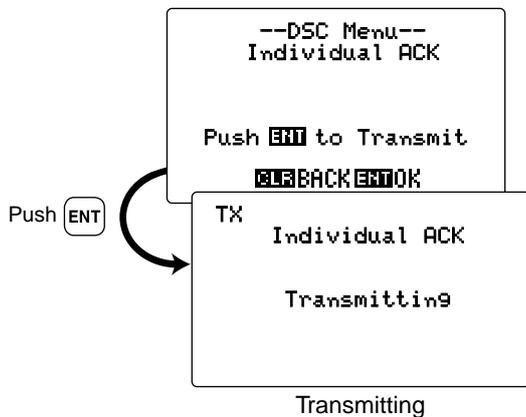 --DSC Menu--
Individual ACK
Push ENT to Transmit
CLR BACK ENT OK
Push ENT
TX
Individual ACK
Transmitting
Transmitting